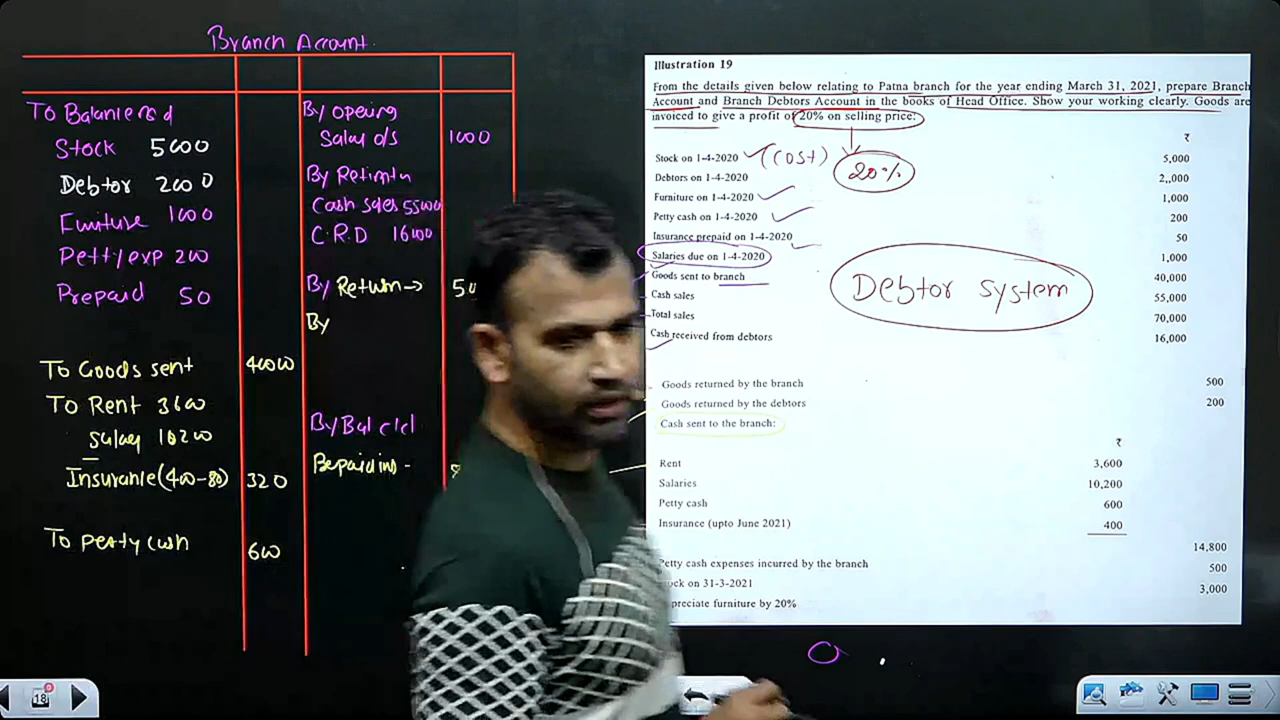 Branch Account
To Balance b d
Stock 5000
Debtor 2000
Furniture 1000
Petty exp 200
Prepaid 50
To Goods sent 40000
To Rent 3600
Salary 10200
Insurance (400-80) 320
To petty cash 600
By opeing
Salary o/s 1000
By
Cash sales 55000
C.R.D 16000
By Return → 50
By
By Bal c/d
Illustration 19
From the details given below relating to Patna branch for the year ending March 31, 2021, prepare Branch
Account and Branch Debtors Account in the books of Head Office. Show your working clearly. Goods are
invoiced to give a profit of 20% on selling price:
₹
Stock on 1-4-2020 (COST) 5,000
20%
Debtors on 1-4-2020 2,,000
Furniture on 1-4-2020 1,000
Petty cash on 1-4-2020 200
Insurance prepaid on 1-4-2020 50
Salaries due on 1-4-2020 1,000
Goods sent to branch 40,000
Debtor system
Cash sales 55,000
Total sales 70,000
Cash received from debtors 16,000
Goods returned by the branch 500
Goods returned by the debtors 200
Cash sent to the branch:
₹
Rent 3,600
Salaries 10,200
Petty cash 600
Insurance (upto June 2021) 400
14,800
Petty cash expenses incurred by the branch 500
ock on 31-3-2021 3,000
preciate furniture by 20%
18